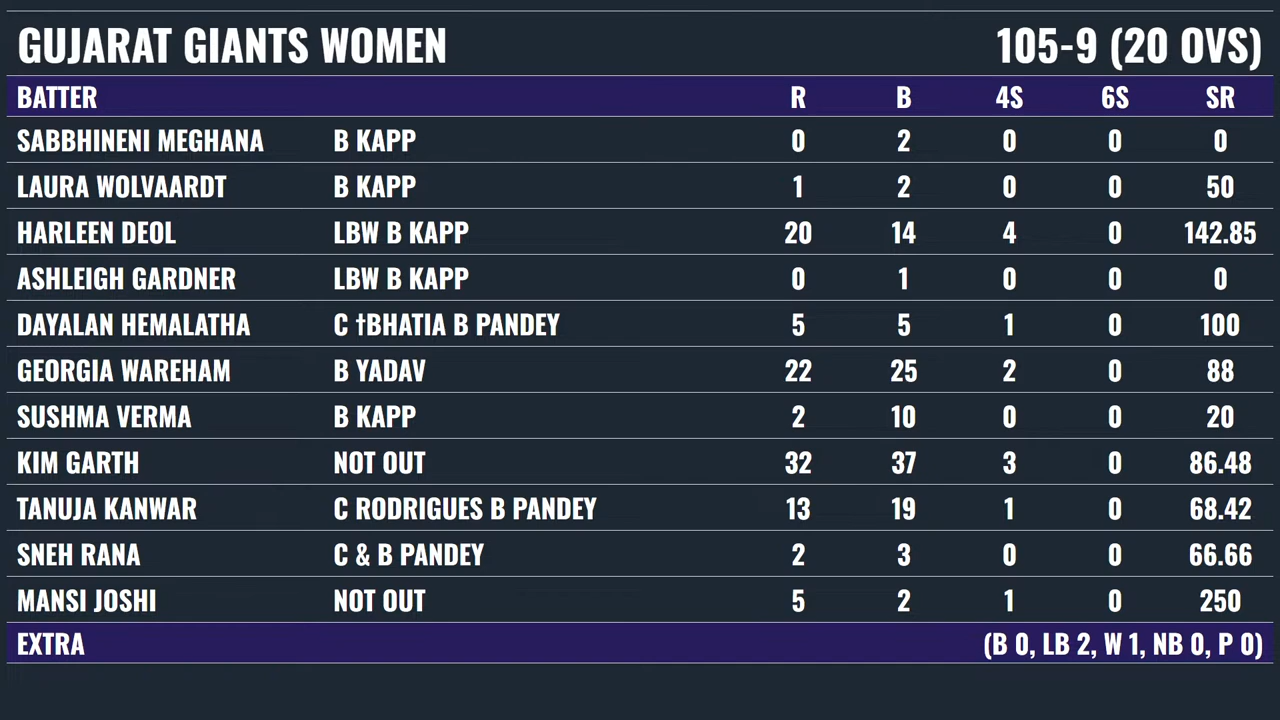 GUJARAT GIANTS WOMEN 105-9 (20 OVS)
BATTER R B 4S 6S SR
SABBHINENI MEGHANA B KAPP 0 2 0 0 0
LAURA WOLVAARDT B KAPP 1 2 0 0 50
HARLEEN DEOL LBW B KAPP 20 14 4 0 142.85
ASHLEIGH GARDNER LBW B KAPP 0 1 0 0 0
DAYALAN HEMALATHA C †BHATIA B PANDEY 5 5 1 0 100
GEORGIA WAREHAM B YADAV 22 25 2 0 88
SUSHMA VERMA B KAPP 2 10 0 0 20
KIM GARTH NOT OUT 32 37 3 0 86.48
TANUJA KANWAR C RODRIGUES B PANDEY 13 19 1 0 68.42
SNEH RANA C & B PANDEY 2 3 0 0 66.66
MANSI JOSHI NOT OUT 5 2 1 0 250
EXTRA (B 0, LB 2, W 1, NB 0, P 0)